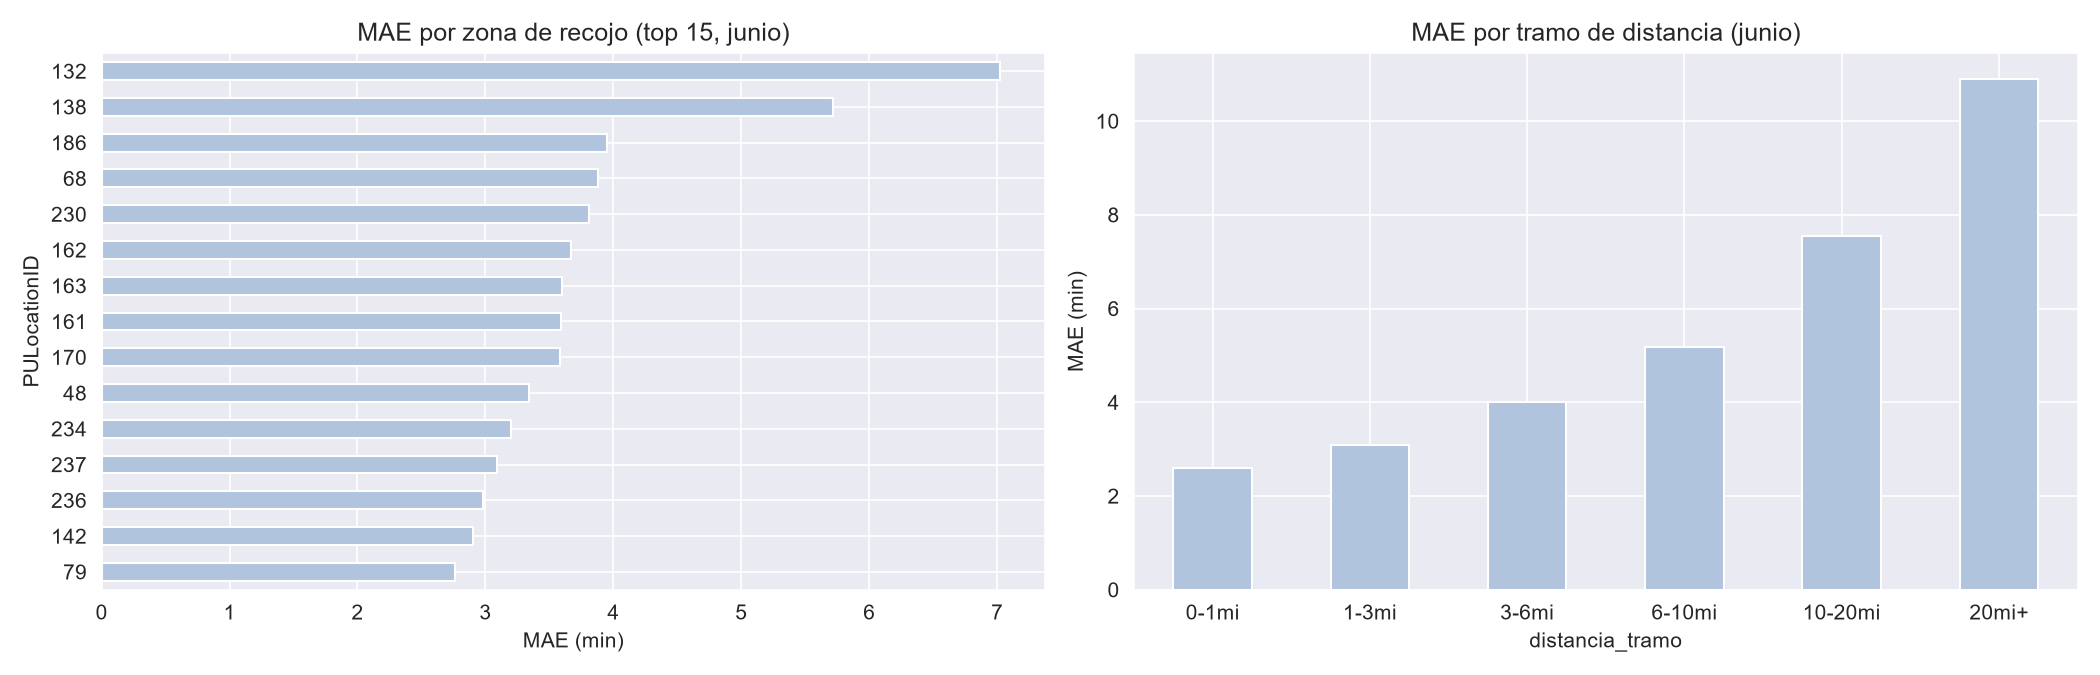 MAE por zona de recojo (top 15, junio)
PULocationID
132
138
186
68
230
162
163
161
170
48
234
237
236
142
79
0 1 2 3 4 5 6 7
MAE (min)
MAE por tramo de distancia (junio)
MAE (min)
10
8
6
4
2
0
0-1mi 1-3mi 3-6mi 6-10mi 10-20mi 20mi+
distancia_tramo